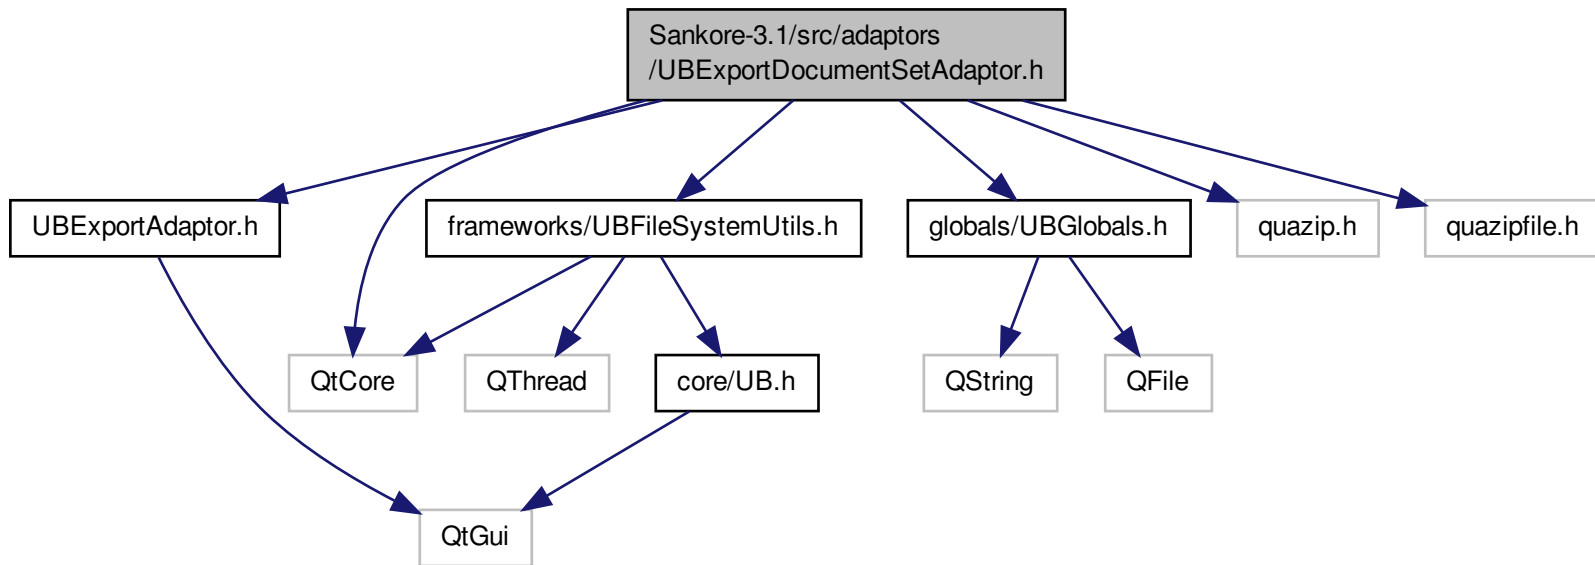 Sankore-3.1/src/adaptors
/UBExportDocumentSetAdaptor.h
UBExportAdaptor.h
frameworks/UBFileSystemUtils.h
globals/UBGlobals.h
quazip.h
quazipfile.h
QtCore
QThread
core/UB.h
QString
QFile
QtGui